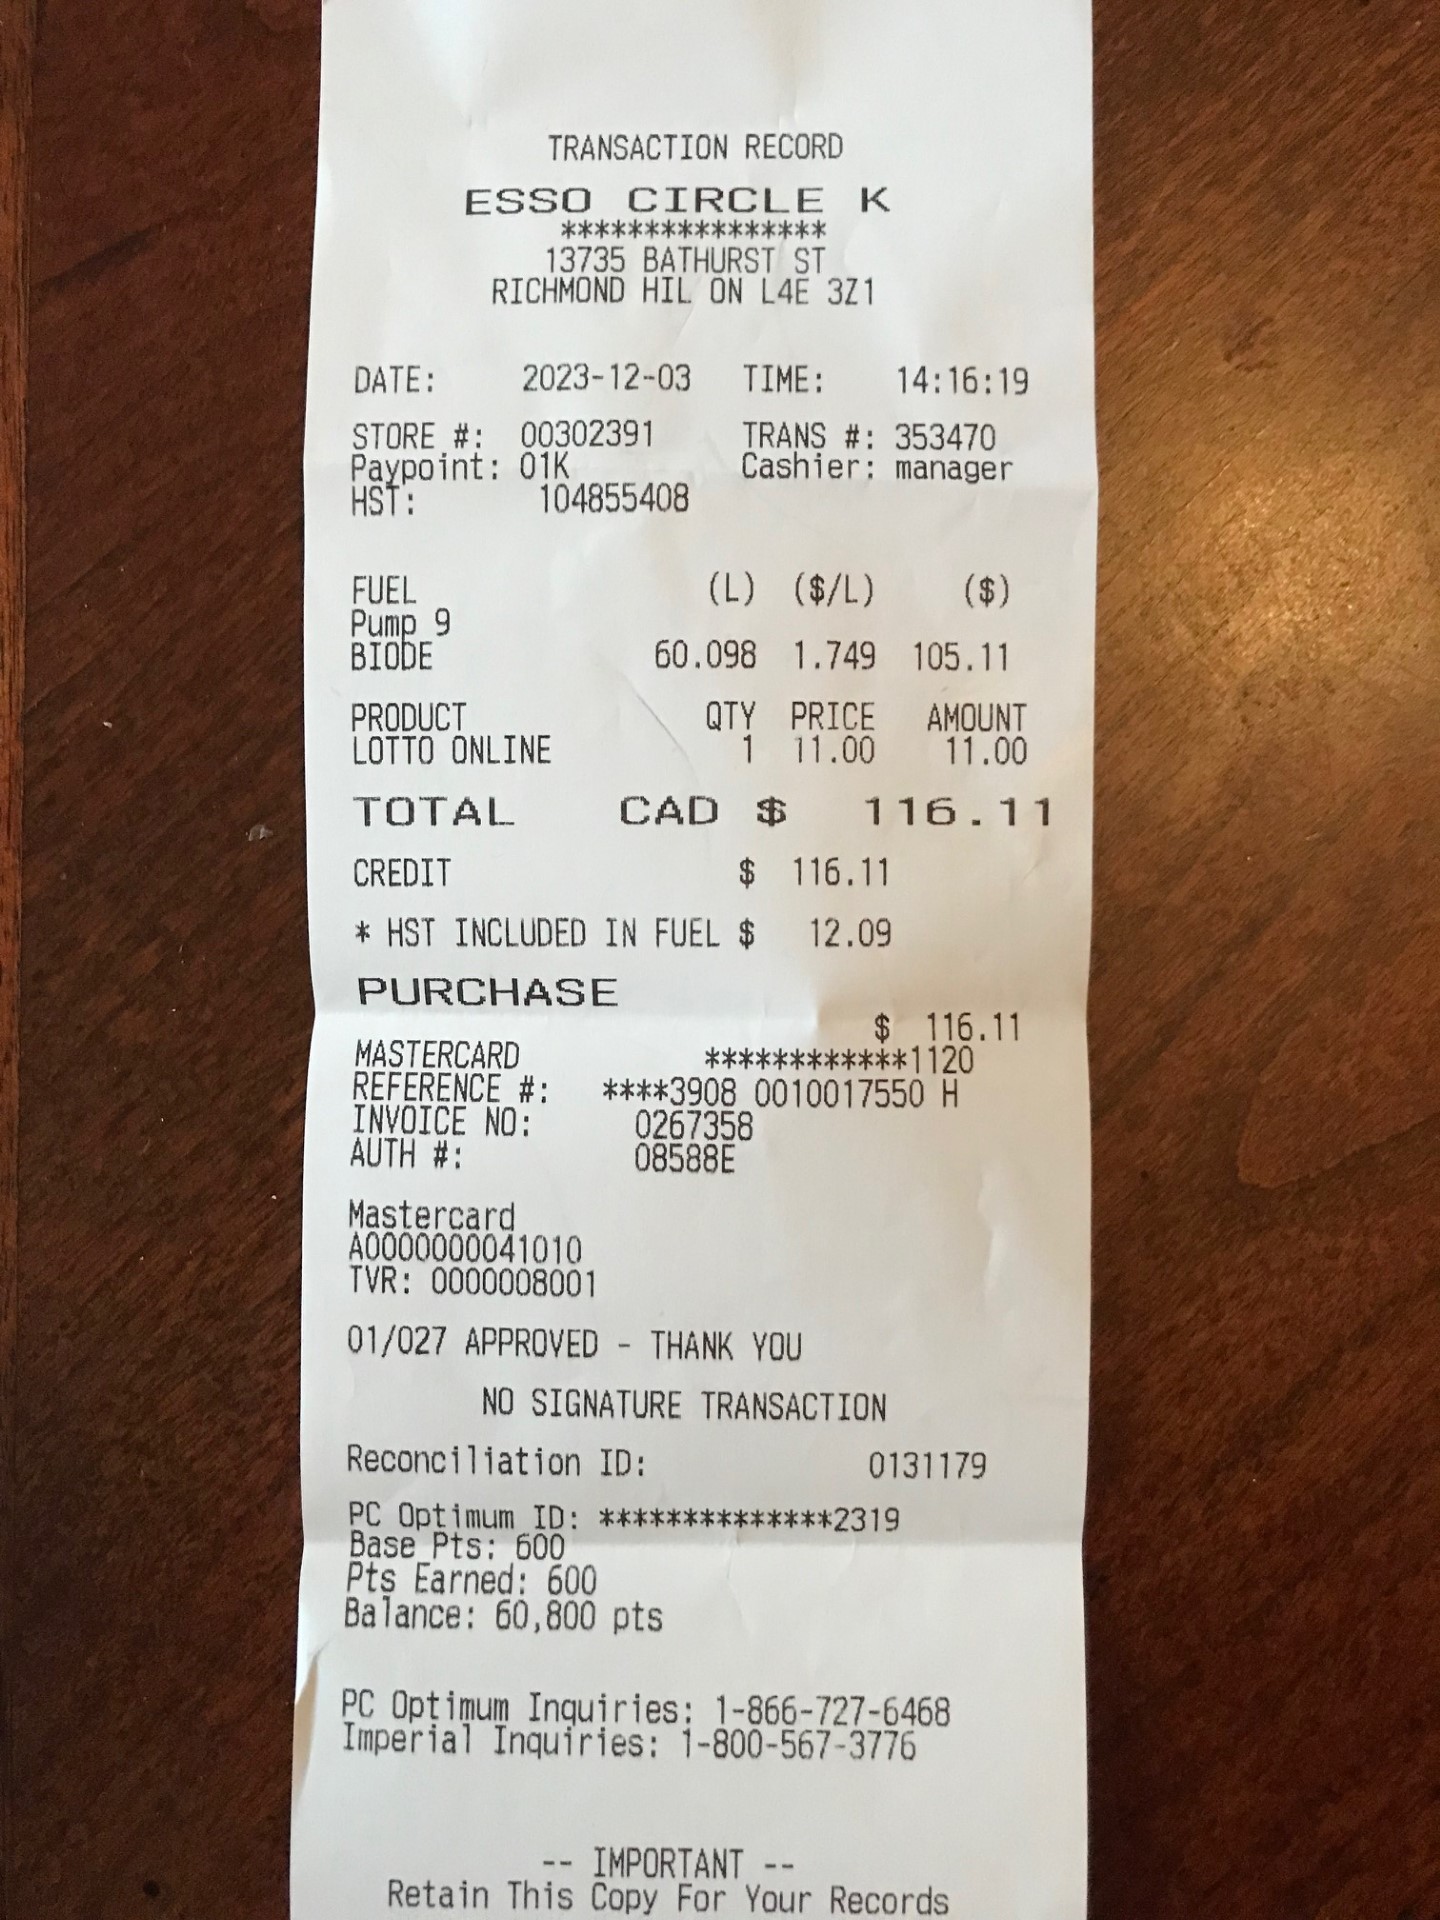 TRANSACTION RECORD
ESSO CIRCLE K
****************
13735 BATHURST ST
RICHMOND HIL ON L4E 3Z1
DATE: 2023-12-03 TIME: 14:16:19
STORE #: 00302391 TRANS #: 353470
Paypoint: 01K Cashier: manager
HST: 104855408
FUEL (L) ($/L) ($)
Pump 9
BIODE 60.098 1.749 105.11
PRODUCT QTY PRICE AMOUNT
LOTTO ONLINE 1 11.00 11.00
TOTAL CAD $ 116.11
CREDIT $ 116.11
* HST INCLUDED IN FUEL $ 12.09
PURCHASE
$ 116.11
MASTERCARD ************1120
REFERENCE #: ****3908 0010017550 H
INVOICE NO: 0267358
AUTH #: 08588E
Mastercard
A0000000041010
TVR: 0000008001
01/027 APPROVED - THANK YOU
NO SIGNATURE TRANSACTION
Reconciliation ID: 0131179
PC Optimum ID: **************2319
Base Pts: 600
Pts Earned: 600
Balance: 60,800 pts
PC Optimum Inquiries: 1-866-727-6468
Imperial Inquiries: 1-800-567-3776
-- IMPORTANT --
Retain This Copy For Your Records